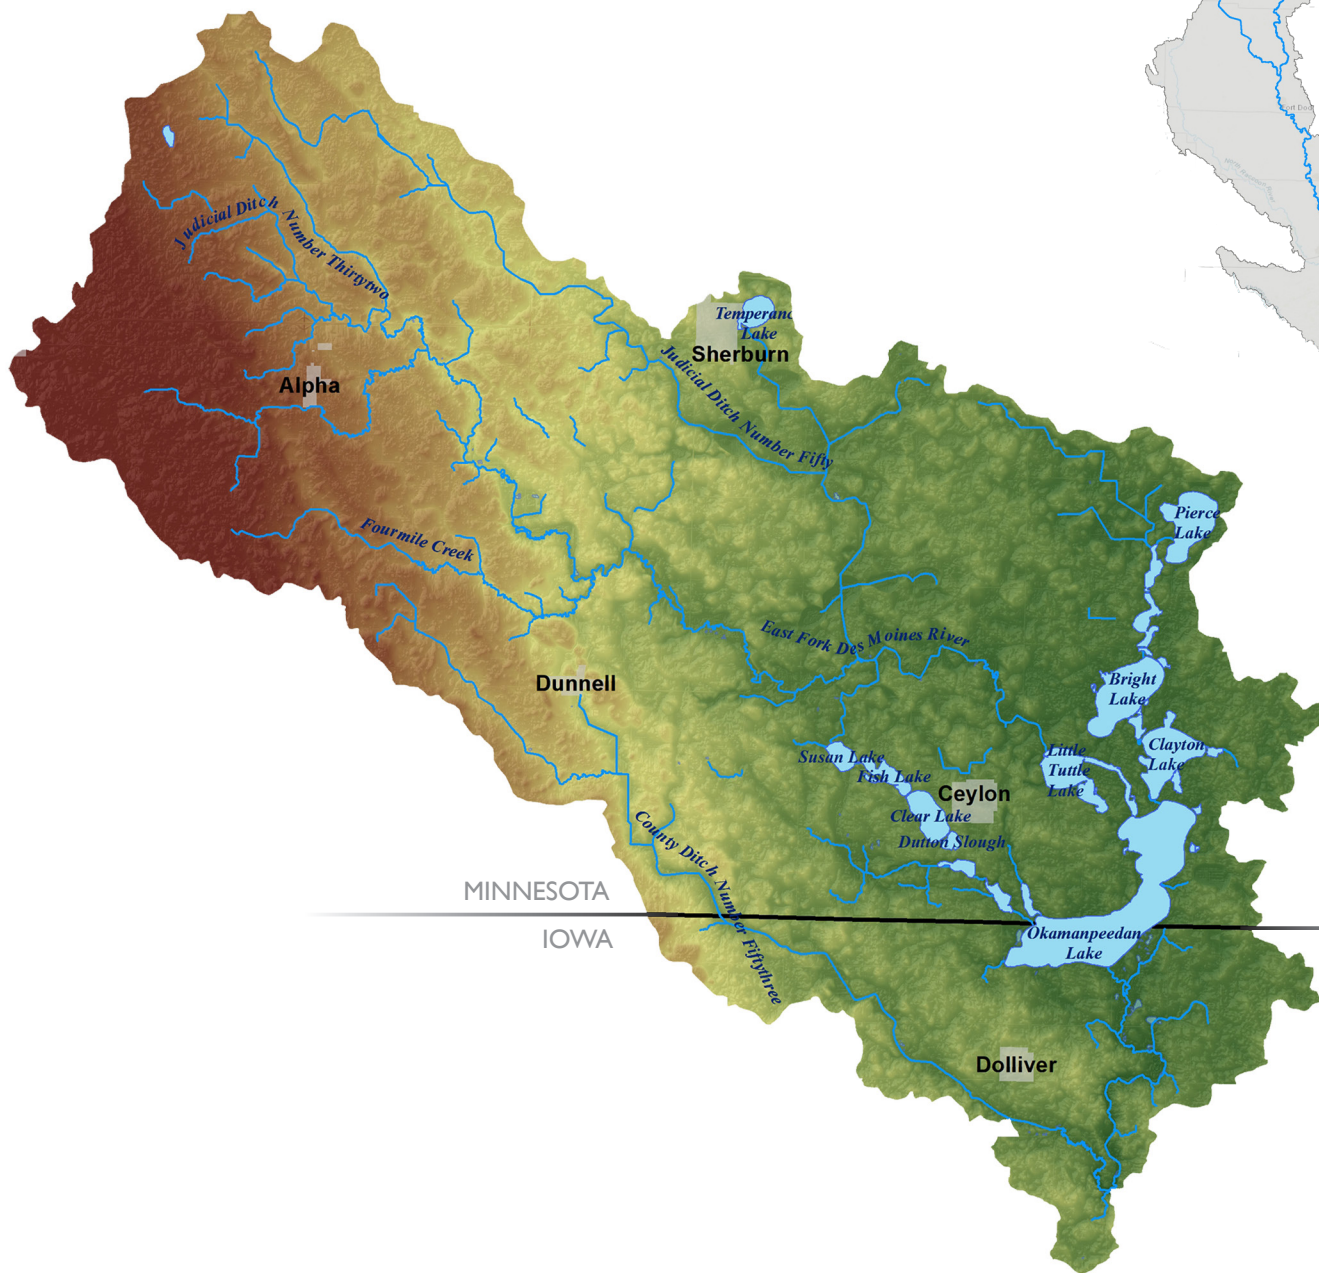 Judicial Ditch Number Thirtytwo
Temperanc
Lake
Sherburn
Judicial Ditch Number Fifty
Alpha
Pierce
Lake
Fourmile Creek
East Fork Des Moines River
Dunnell
Bright
Lake
Susan Lake
Fish Lake
Little
Tuttle
Lake
Clayton
Lake
Ceylon
Clear Lake
Dutton Slough
County Ditch Number Fiftythree
MINNESOTA
IOWA
Okamanpeedan
Lake
Dolliver